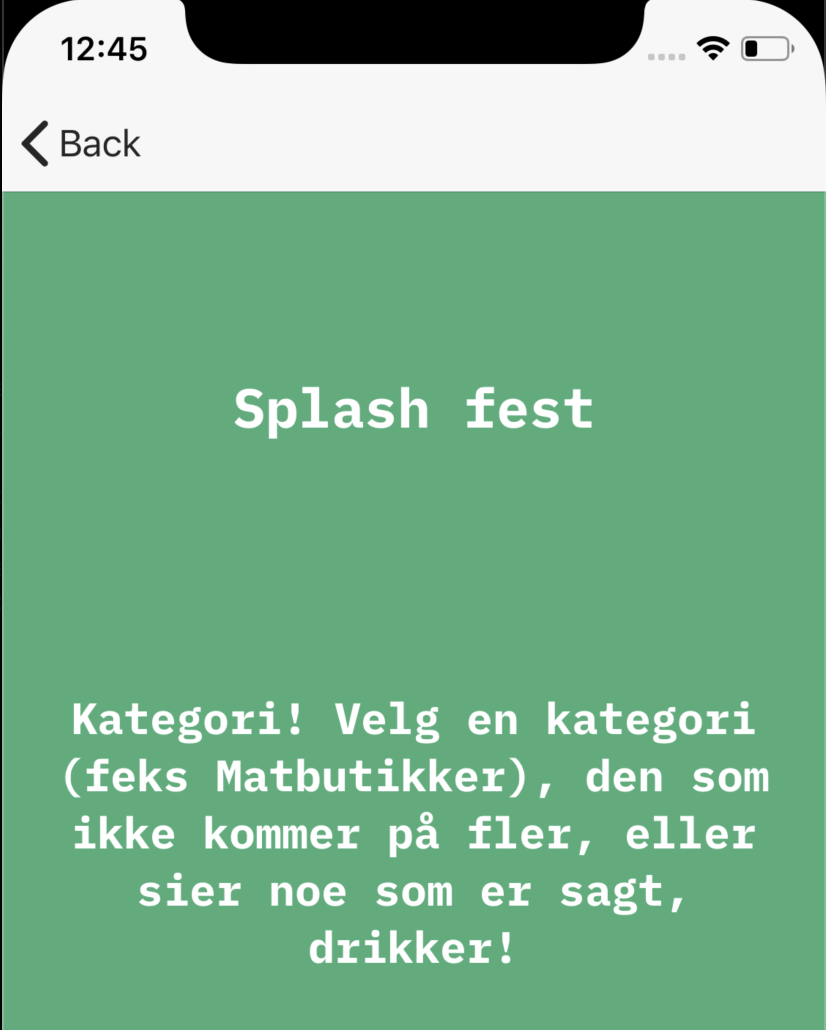 12:45
Back
Splash fest
Kategori! Velg en kategori
(feks Matbutikker), den som
ikke kommer på fler, eller
sier noe som er sagt,
drikker!